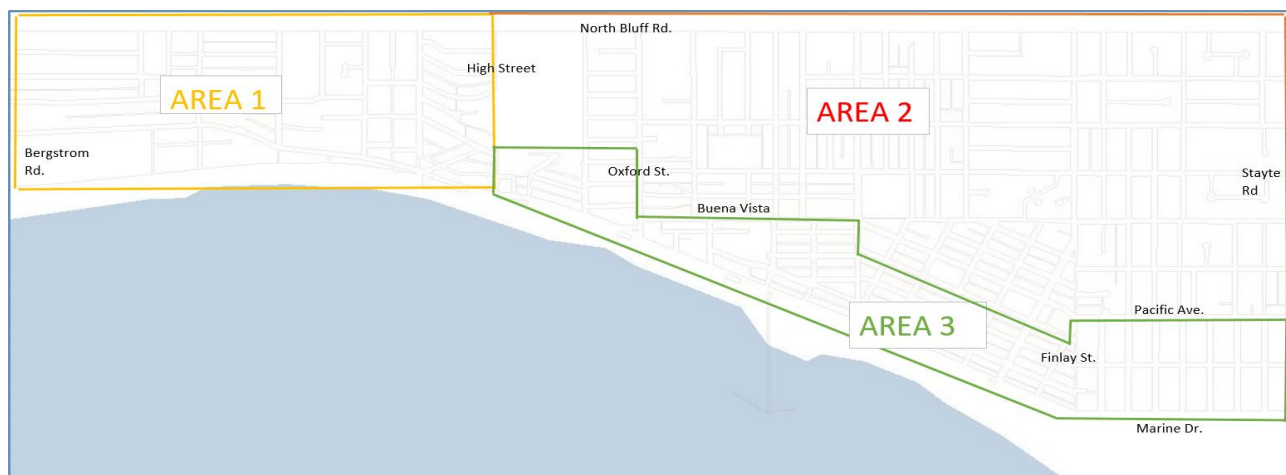 North Bluff Rd.
High Street
AREA 1
AREA 2
Bergstrom
Rd.
Oxford St.
Stayte
Rd
Buena Vista
Pacific Ave.
AREA 3
Finlay St.
Marine Dr.